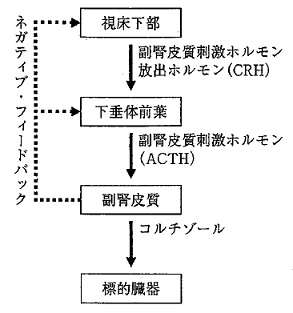 視床下部
副腎皮質刺激ホルモン
放出ホルモン(CRH)
下垂体前葉
副腎皮質刺激ホルモン
(ACTH)
副腎皮質
コルチゾール
標的臓器
ネガティブ・フィードバック